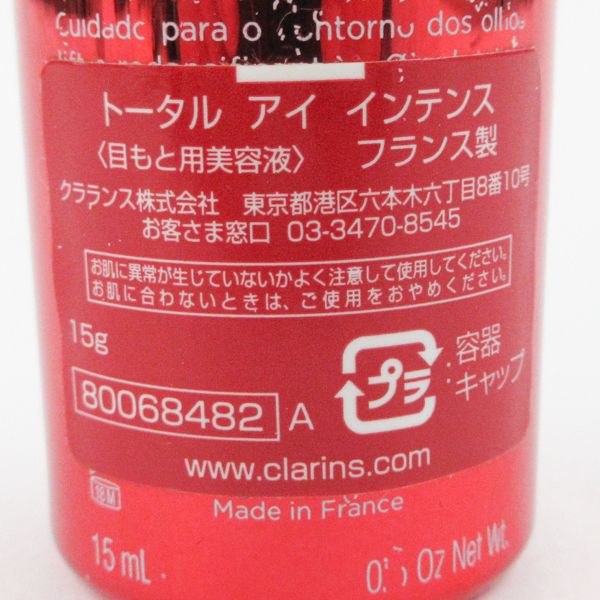 Cuidado para o contorno dos olhos
トータル アイ インテンス
〈目もと用美容液〉 フランス製
クラランス株式会社 東京都港区六本木六丁目8番10号
お客さま窓口 03-3470-8545
お肌に異常が生じていないかよく注意して使用してください。
お肌に合わないときは、ご使用をおやめください。
15g
プラ
:容器
キャップ
80068482 A
www.clarins.com
18M
Made in France
15 mL
Oz Net Wt.